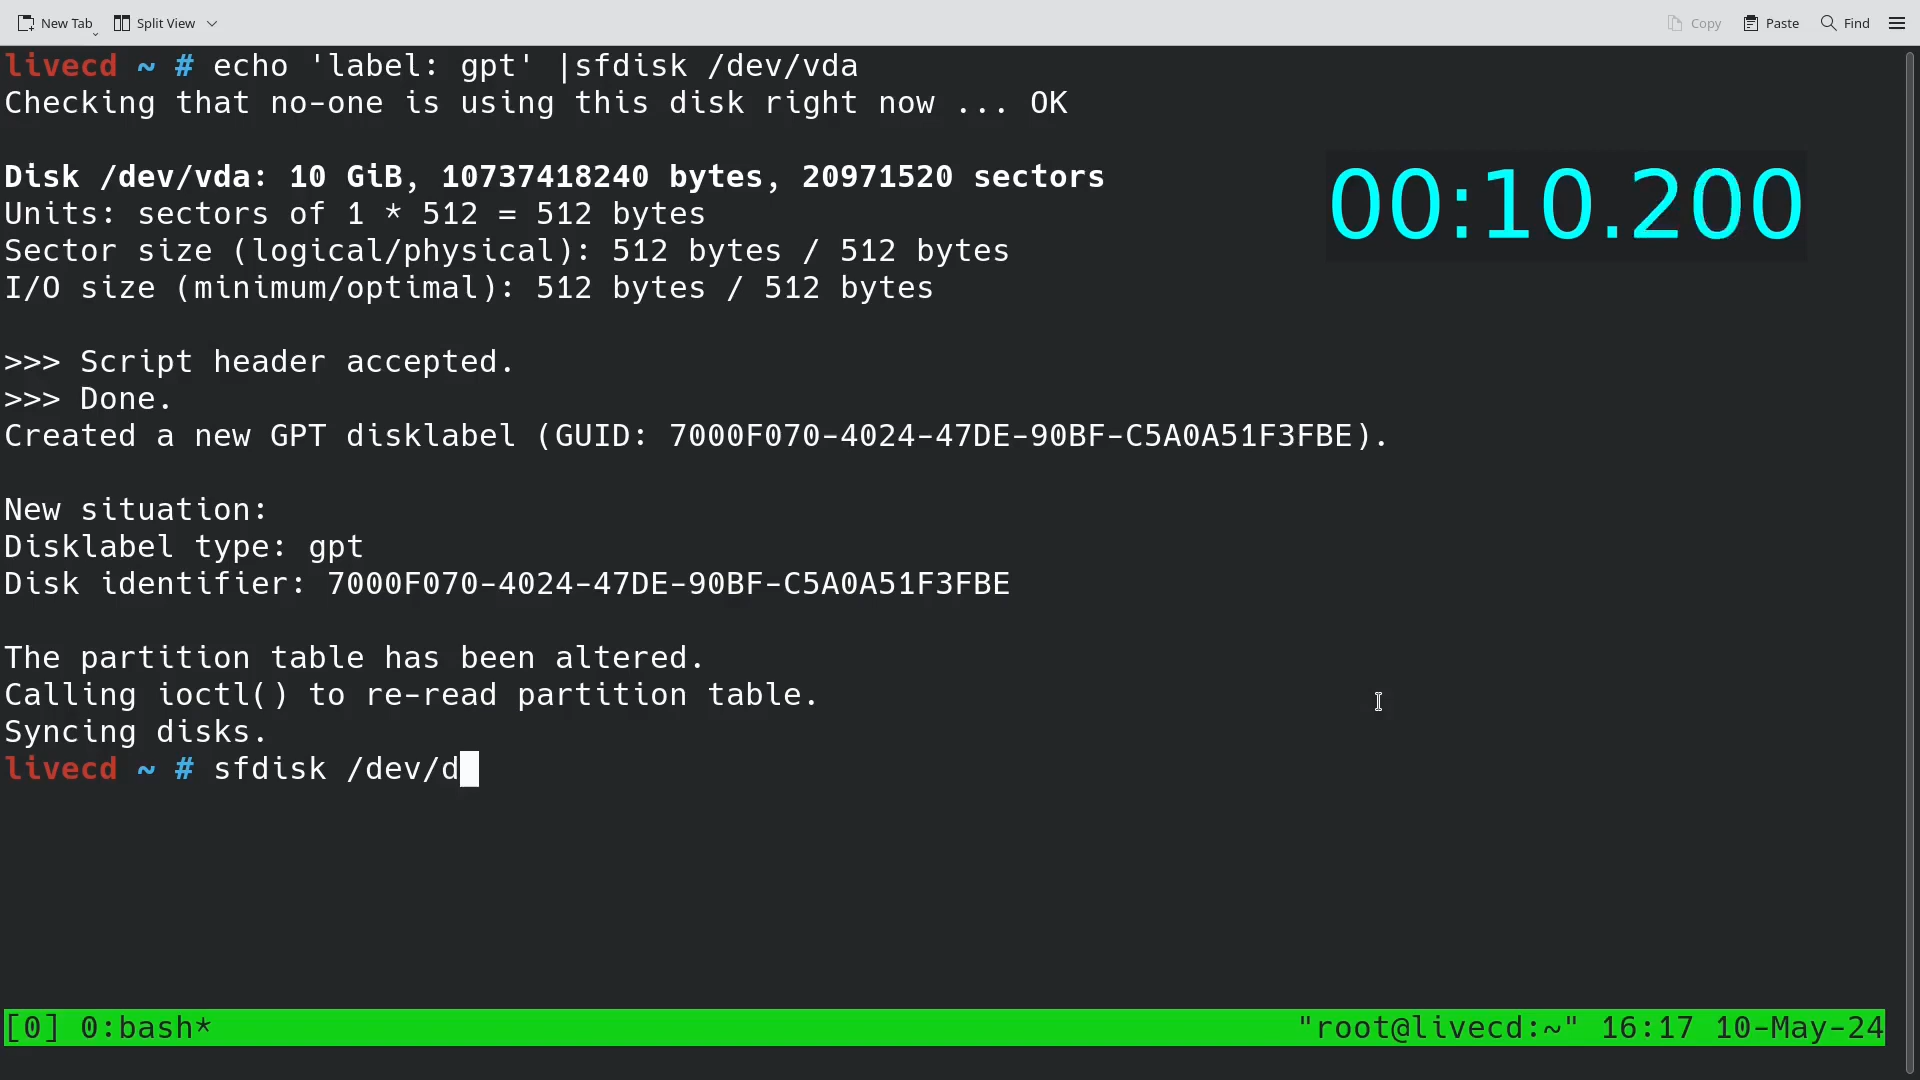 New Tab
Split View
Copy
Paste
Find
livecd ~ # echo 'label: gpt' |sfdisk /dev/vda
Checking that no-one is using this disk right now ... OK
Disk /dev/vda: 10 GiB, 10737418240 bytes, 20971520 sectors
00:10.200
Units: sectors of 1 * 512 = 512 bytes
Sector size (logical/physical): 512 bytes / 512 bytes
I/O size (minimum/optimal): 512 bytes / 512 bytes
>>> Script header accepted.
>>> Done.
Created a new GPT disklabel (GUID: 7000F070-4024-47DE-90BF-C5A0A51F3FBE).
New situation:
Disklabel type: gpt
Disk identifier: 7000F070-4024-47DE-90BF-C5A0A51F3FBE
The partition table has been altered.
Calling ioctl() to re-read partition table.
Syncing disks.
livecd ~ # sfdisk /dev/d
[0] 0:bash* "root@livecd:~" 16:17 10-May-24